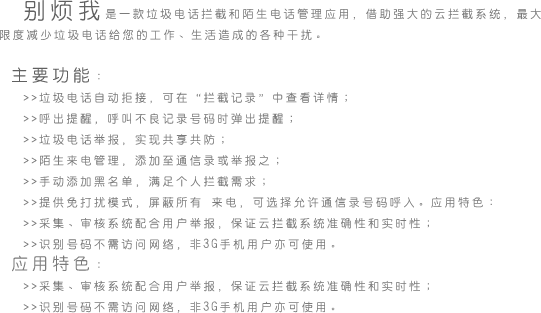 别烦我是一款垃圾电话拦截和陌生电话管理应用，借助强大的云拦截系统，最大
限度减少垃圾电话给您的工作、生活造成的各种干扰。
主要功能：
>>垃圾电话自动拒接，可在“拦截记录”中查看详情；
>>呼出提醒，呼叫不良记录号码时弹出提醒；
>>垃圾电话举报，实现共享共防；
>>陌生来电管理，添加至通信录或举报之；
>>手动添加黑名单，满足个人拦截需求；
>>提供免打扰模式，屏蔽所有 来电，可选择允许通信录号码呼入。应用特色：
>>采集、审核系统配合用户举报，保证云拦截系统准确性和实时性；
>>识别号码不需访问网络，非3G手机用户亦可使用。
应用特色：
>>采集、审核系统配合用户举报，保证云拦截系统准确性和实时性；
>>识别号码不需访问网络，非3G手机用户亦可使用。